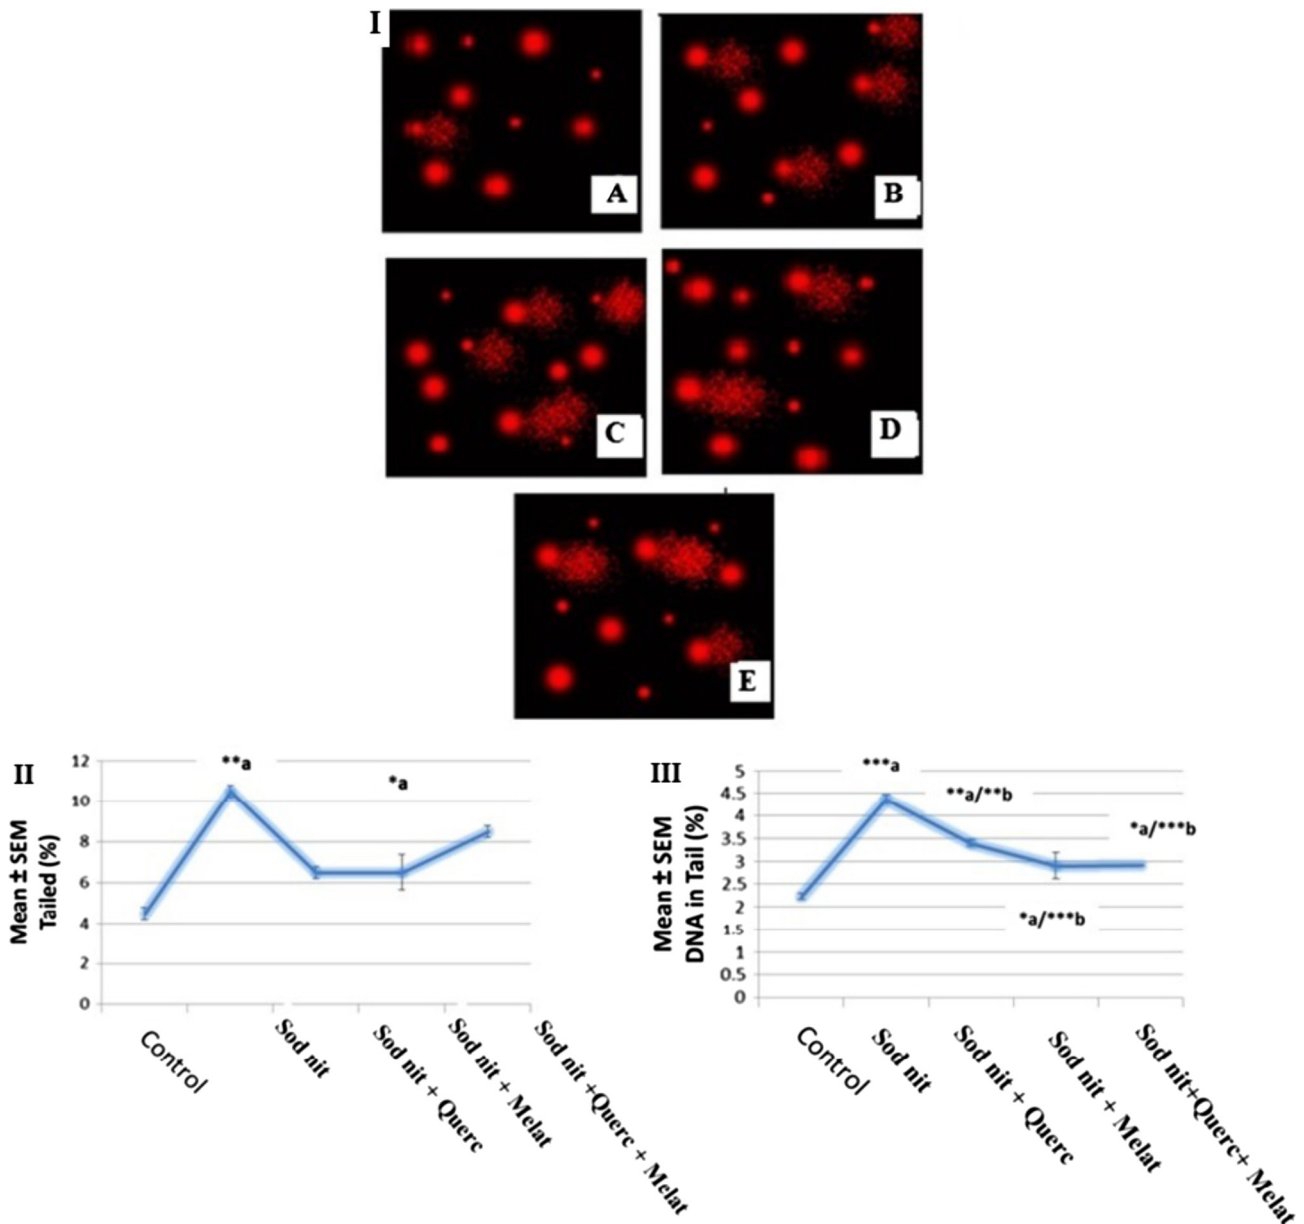 I
A
B
C
D
E
II
Mean ± SEM
Tailed (%)
12
10
8
6
4
2
0
**a
*a
Control
Sod nit
Sod nit + Querc
Sod nit + Melat
Sod nit +Querc + Melat
III
Mean ± SEM
DNA in Tail (%)
5
4.5
4
3.5
3
2.5
2
1.5
1
0.5
0
***a
**a/**b
*a/***b
*a/***b
Control
Sod nit
Sod nit + Querc
Sod nit + Melat
Sod nit+Querc+ Melat